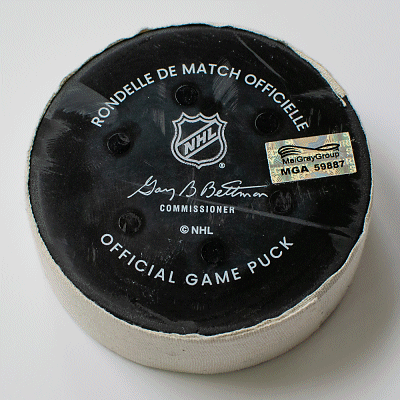 RONDELLE DE MATCH OFFICIELLE
NHL
MeiGrayGroup
MGA 59887
Gary B Bettman
COMMISSIONER
© NHL
OFFICIAL GAME PUCK